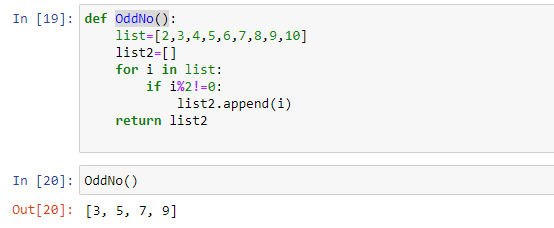 In [19]: def OddNo():
    list=[2,3,4,5,6,7,8,9,10]
    list2=[]
    for i in list:
        if i%2!=0:
            list2.append(i)
    return list2
In [20]: OddNo()
Out[20]: [3, 5, 7, 9]